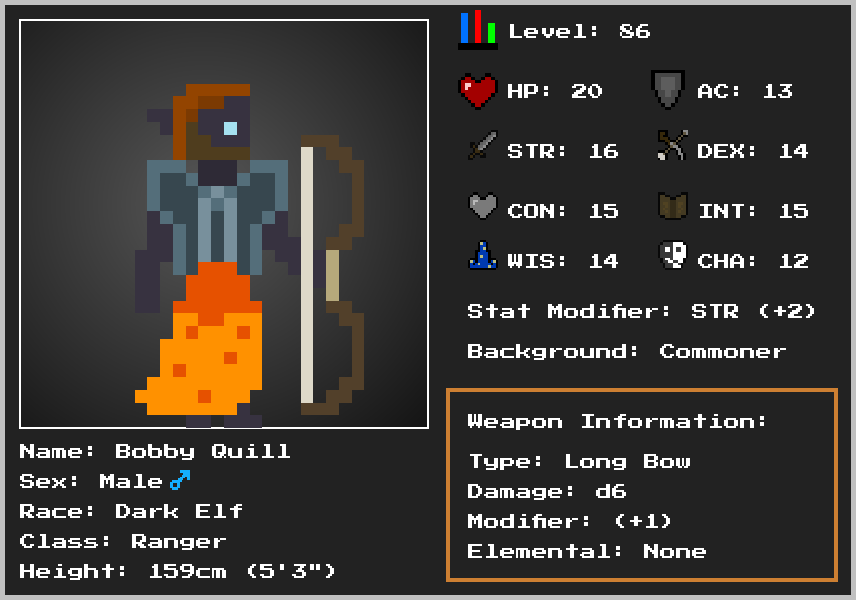 Level: 86
HP: 20 AC: 13
STR: 16 DEX: 14
CON: 15 INT: 15
WIS: 14 CHA: 12
Stat Modifier: STR (+2)
Background: Commoner
Weapon Information:
Type: Long Bow
Damage: d6
Modifier: (+1)
Elemental: None
Name: Bobby Quill
Sex: Male ♂
Race: Dark Elf
Class: Ranger
Height: 159cm (5'3")